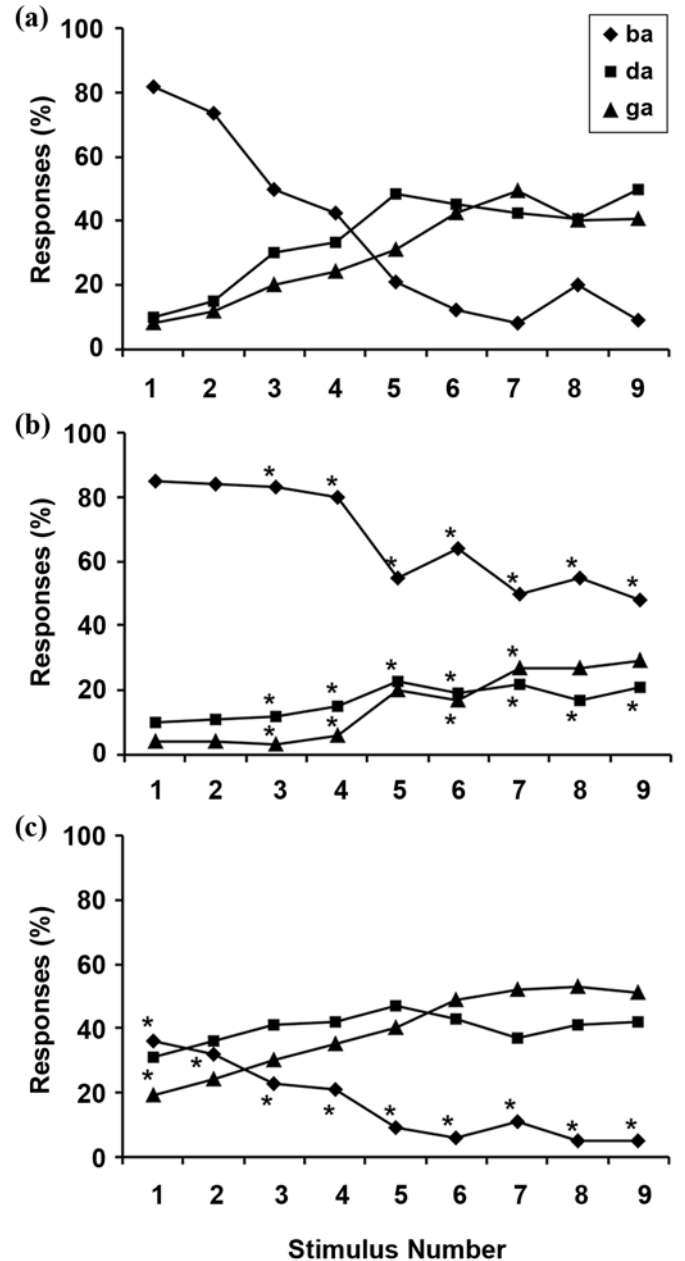 (a)
100
80
60
40
20
0
Responses (%)
ba
da
ga
1 2 3 4 5 6 7 8 9
(b)
100
80
60
40
20
0
Responses (%)
* * * * * * *
* * * * * * * *
* * * *
1 2 3 4 5 6 7 8 9
(c)
100
80
60
40
20
0
Responses (%)
* * * * * * * * *
*
1 2 3 4 5 6 7 8 9
Stimulus Number